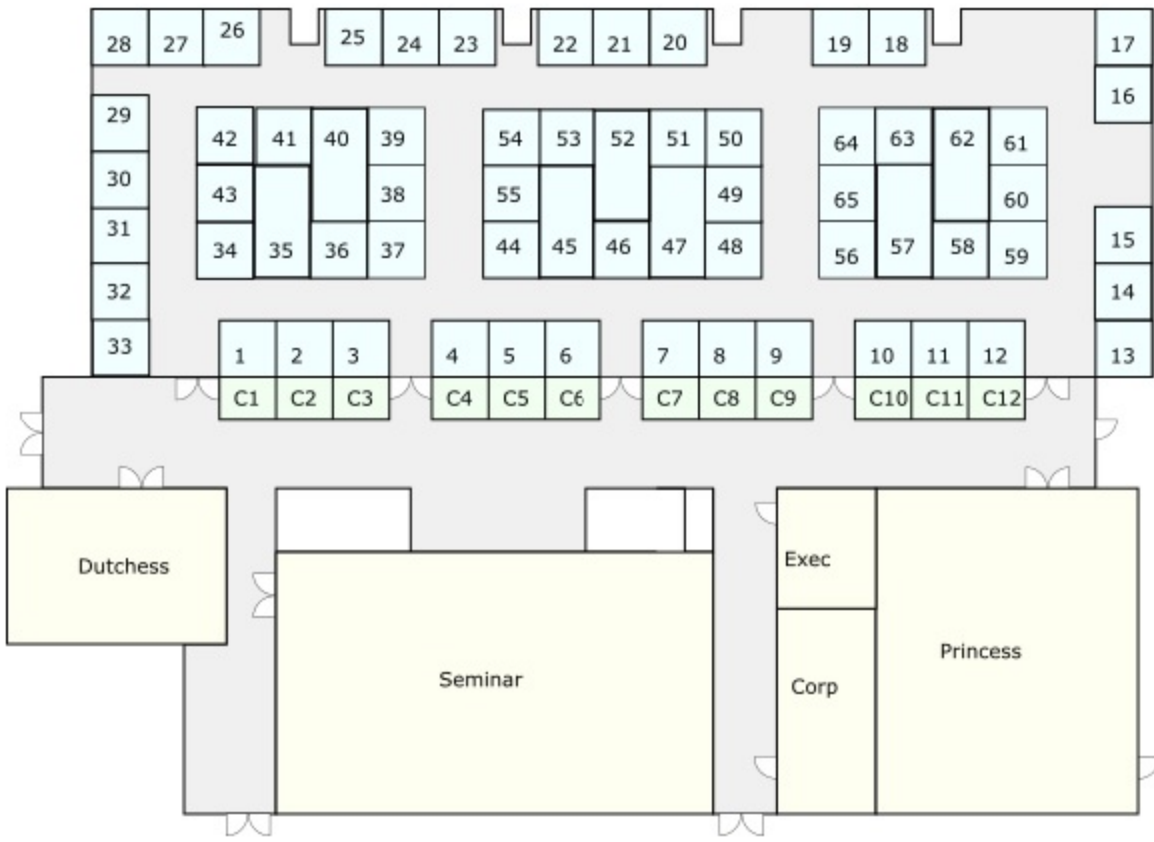 28 27 26 25 24 23 22 21 20 19 18 17
16
29
42 41 40 39 54 53 52 51 50 64 63 62 61
30
43 38 55 49 65 60
31
34 35 36 37 44 45 46 47 48 56 57 58 59
15
32
14
33
1 2 3 4 5 6 7 8 9 10 11 12 13
C1 C2 C3 C4 C5 C6 C7 C8 C9 C10 C11 C12
Dutchess
Exec
Seminar
Princess
Corp